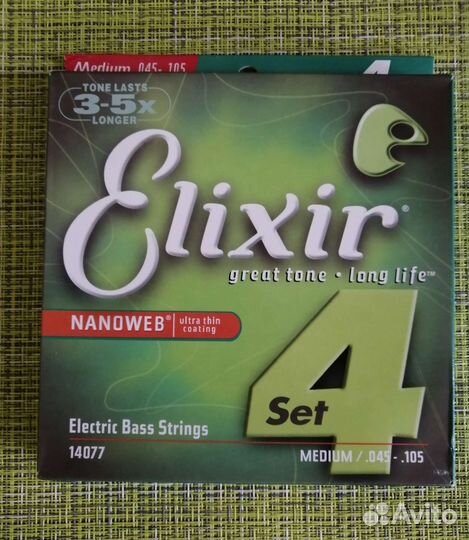 Medium .045-.105
4
TONE LASTS
3-5x
LONGER
e
Elixir®
great tone • long life™
NANOWEB® ultra thin
coating
4
Set
Electric Bass Strings
14077
MEDIUM / .045 - .105
Avito